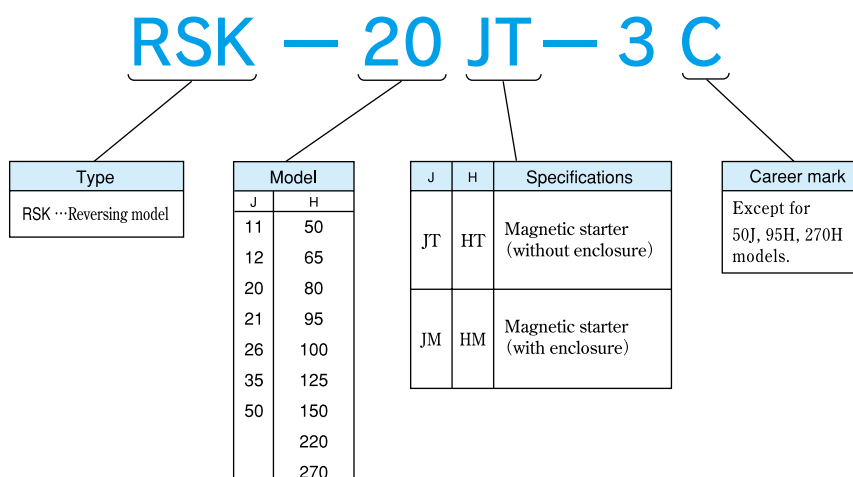 RSK — 20 JT — 3 C
Type
RSK …Reversing model
Model
J H
11 50
12 65
20 80
21 95
26 100
35 125
50 150
220
270
J H Specifications
JT HT Magnetic starter
(without enclosure)
JM HM Magnetic starter
(with enclosure)
Career mark
Except for
50J, 95H, 270H
models.